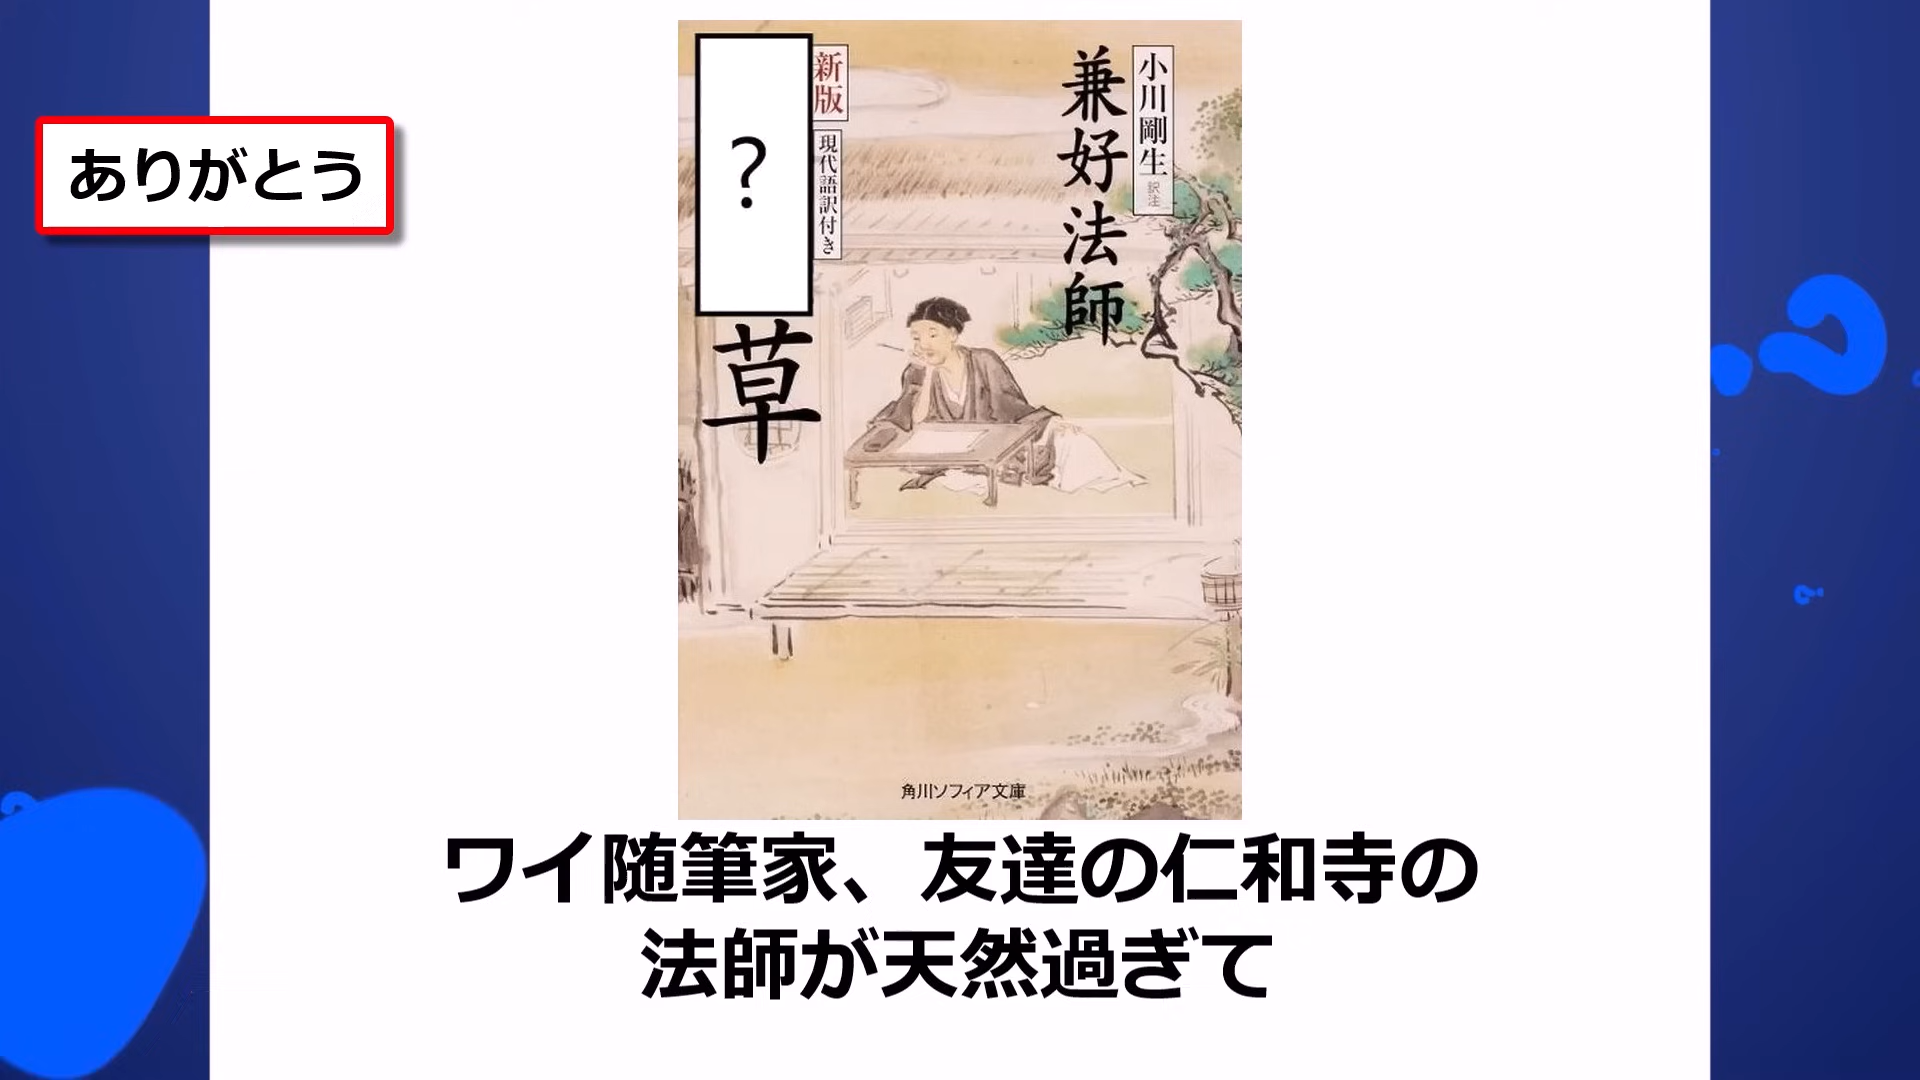 ありがとう
小川剛生 訳注
兼好法師
新版
現代語訳付き
?
草
角川ソフィア文庫
ワイ随筆家、友達の仁和寺の
法師が天然過ぎて